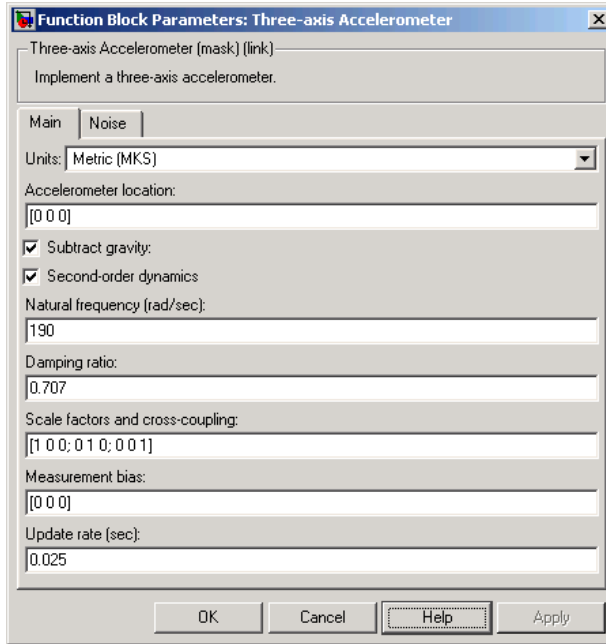 Function Block Parameters: Three-axis Accelerometer
Three-axis Accelerometer (mask) (link)
Implement a three-axis accelerometer.
Main Noise
Units: Metric (MKS)
Accelerometer location:
[0 0 0]
Subtract gravity:
Second-order dynamics
Natural frequency (rad/sec):
190
Damping ratio:
0.707
Scale factors and cross-coupling:
[1 0 0; 0 1 0; 0 0 1]
Measurement bias:
[0 0 0]
Update rate (sec):
0.025
OK Cancel Help Apply